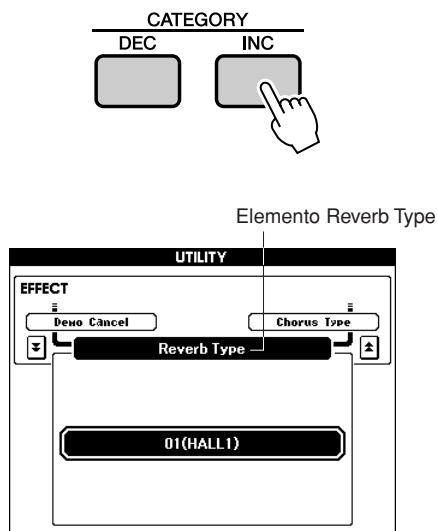 CATEGORY
DEC INC
Elemento Reverb Type
UTILITY
EFFECT
Demo Cancel Chorus Type
Reverb Type
01(HALL1)